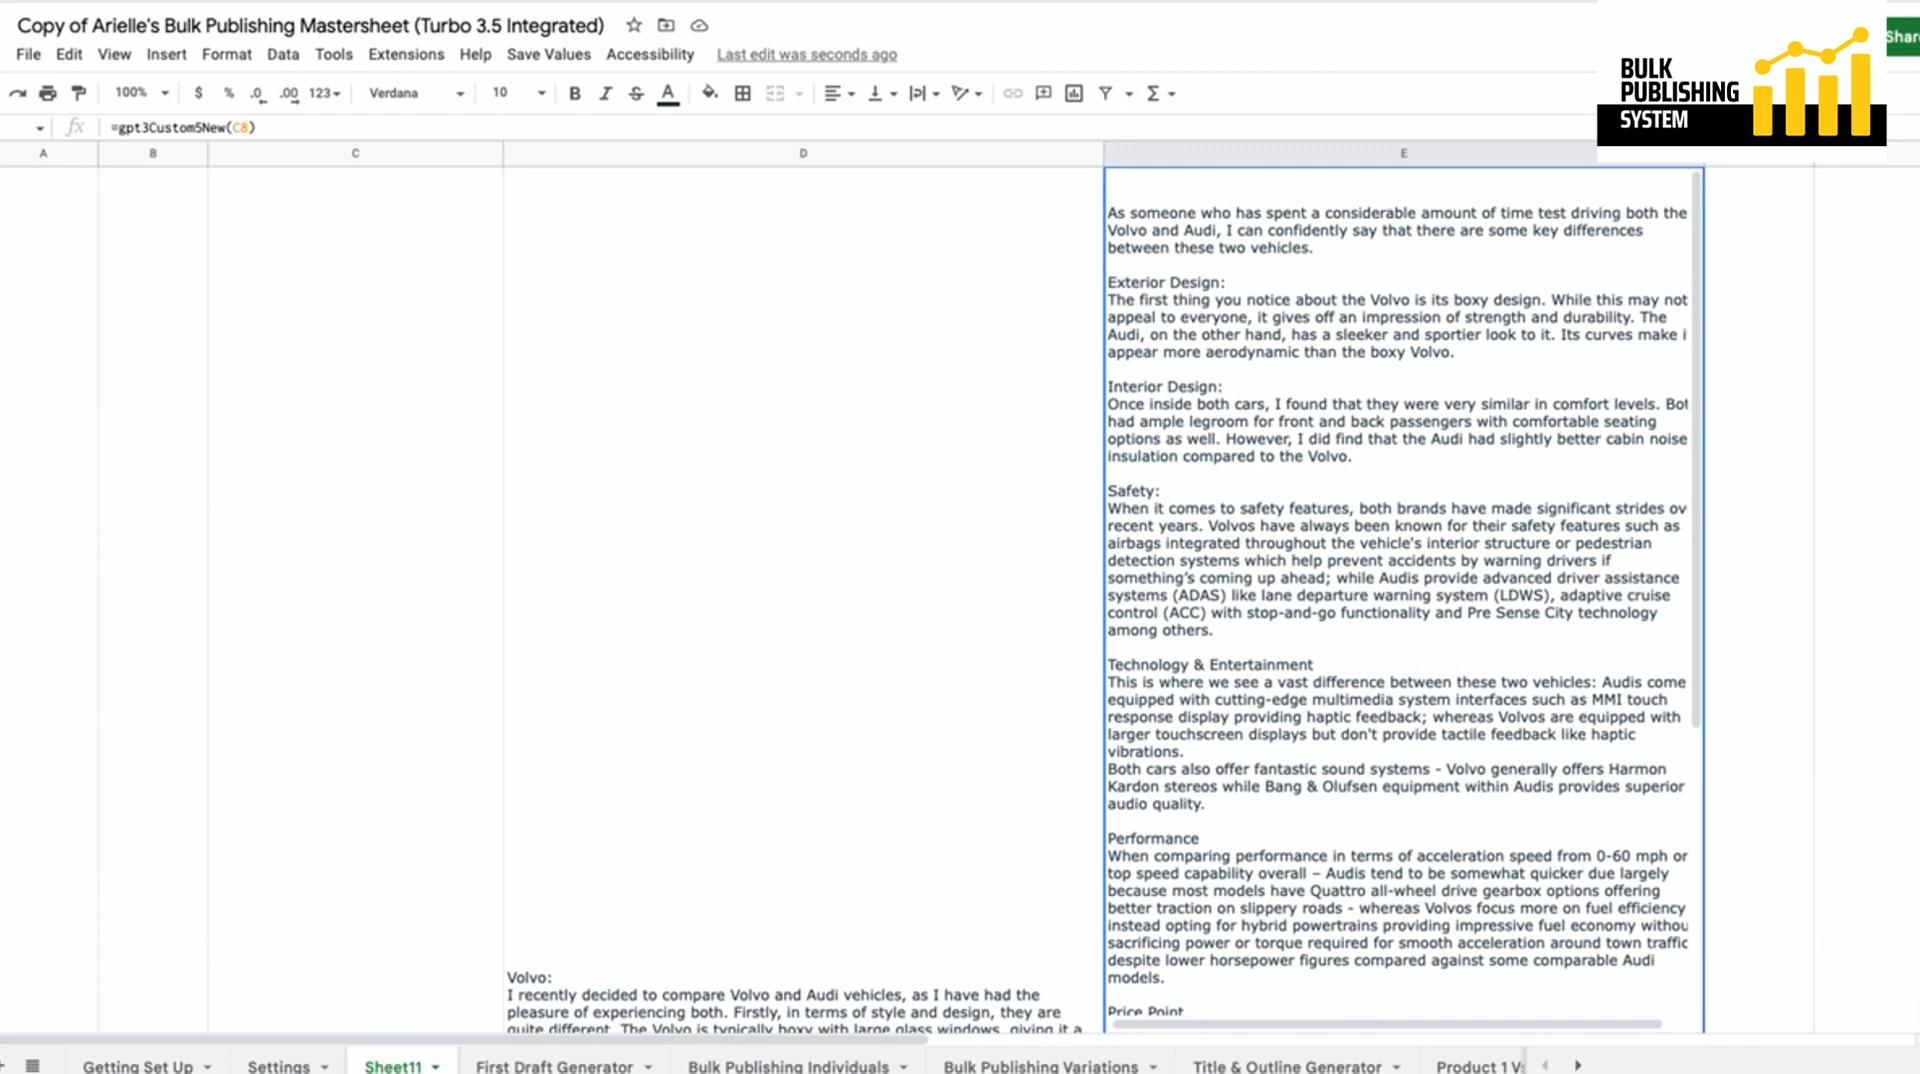 Copy of Arielle's Bulk Publishing Mastersheet (Turbo 3.5 Integrated)
File Edit View Insert Format Data Tools Extensions Help Save Values Accessibility Last edit was seconds ago
Shar
BULK
PUBLISHING
SYSTEM
100% $ % .0 .00 123 Verdana 10 B I S A Σ
fx =gpt3Custom5New(C8)
A B C D E
As someone who has spent a considerable amount of time test driving both the
Volvo and Audi, I can confidently say that there are some key differences
between these two vehicles.
Exterior Design:
The first thing you notice about the Volvo is its boxy design. While this may not
appeal to everyone, it gives off an impression of strength and durability. The
Audi, on the other hand, has a sleeker and sportier look to it. Its curves make i
appear more aerodynamic than the boxy Volvo.
Interior Design:
Once inside both cars, I found that they were very similar in comfort levels. Bot
had ample legroom for front and back passengers with comfortable seating
options as well. However, I did find that the Audi had slightly better cabin noise
insulation compared to the Volvo.
Safety:
When it comes to safety features, both brands have made significant strides ov
recent years. Volvos have always been known for their safety features such as
airbags integrated throughout the vehicle's interior structure or pedestrian
detection systems which help prevent accidents by warning drivers if
something's coming up ahead; while Audis provide advanced driver assistance
systems (ADAS) like lane departure warning system (LDWS), adaptive cruise
control (ACC) with stop-and-go functionality and Pre Sense City technology
among others.
Technology & Entertainment
This is where we see a vast difference between these two vehicles: Audis come
equipped with cutting-edge multimedia system interfaces such as MMI touch
response display providing haptic feedback; whereas Volvos are equipped with
larger touchscreen displays but don't provide tactile feedback like haptic
vibrations.
Both cars also offer fantastic sound systems - Volvo generally offers Harmon
Kardon stereos while Bang & Olufsen equipment within Audis provides superior
audio quality.
Performance
When comparing performance in terms of acceleration speed from 0-60 mph or
top speed capability overall – Audis tend to be somewhat quicker due largely
because most models have Quattro all-wheel drive gearbox options offering
better traction on slippery roads - whereas Volvos focus more on fuel efficiency
instead opting for hybrid powertrains providing impressive fuel economy withou
sacrificing power or torque required for smooth acceleration around town traffic
despite lower horsepower figures compared against some comparable Audi
models.
Price Point
Volvo:
I recently decided to compare Volvo and Audi vehicles, as I have had the
pleasure of experiencing both. Firstly, in terms of style and design, they are
quite different. The Volvo is typically boxy with large glass windows, giving it a
Getting Set Up Settings Sheet11 First Draft Generator Bulk Publishing Individuals Bulk Publishing Variations Title & Outline Generator Product 1 V